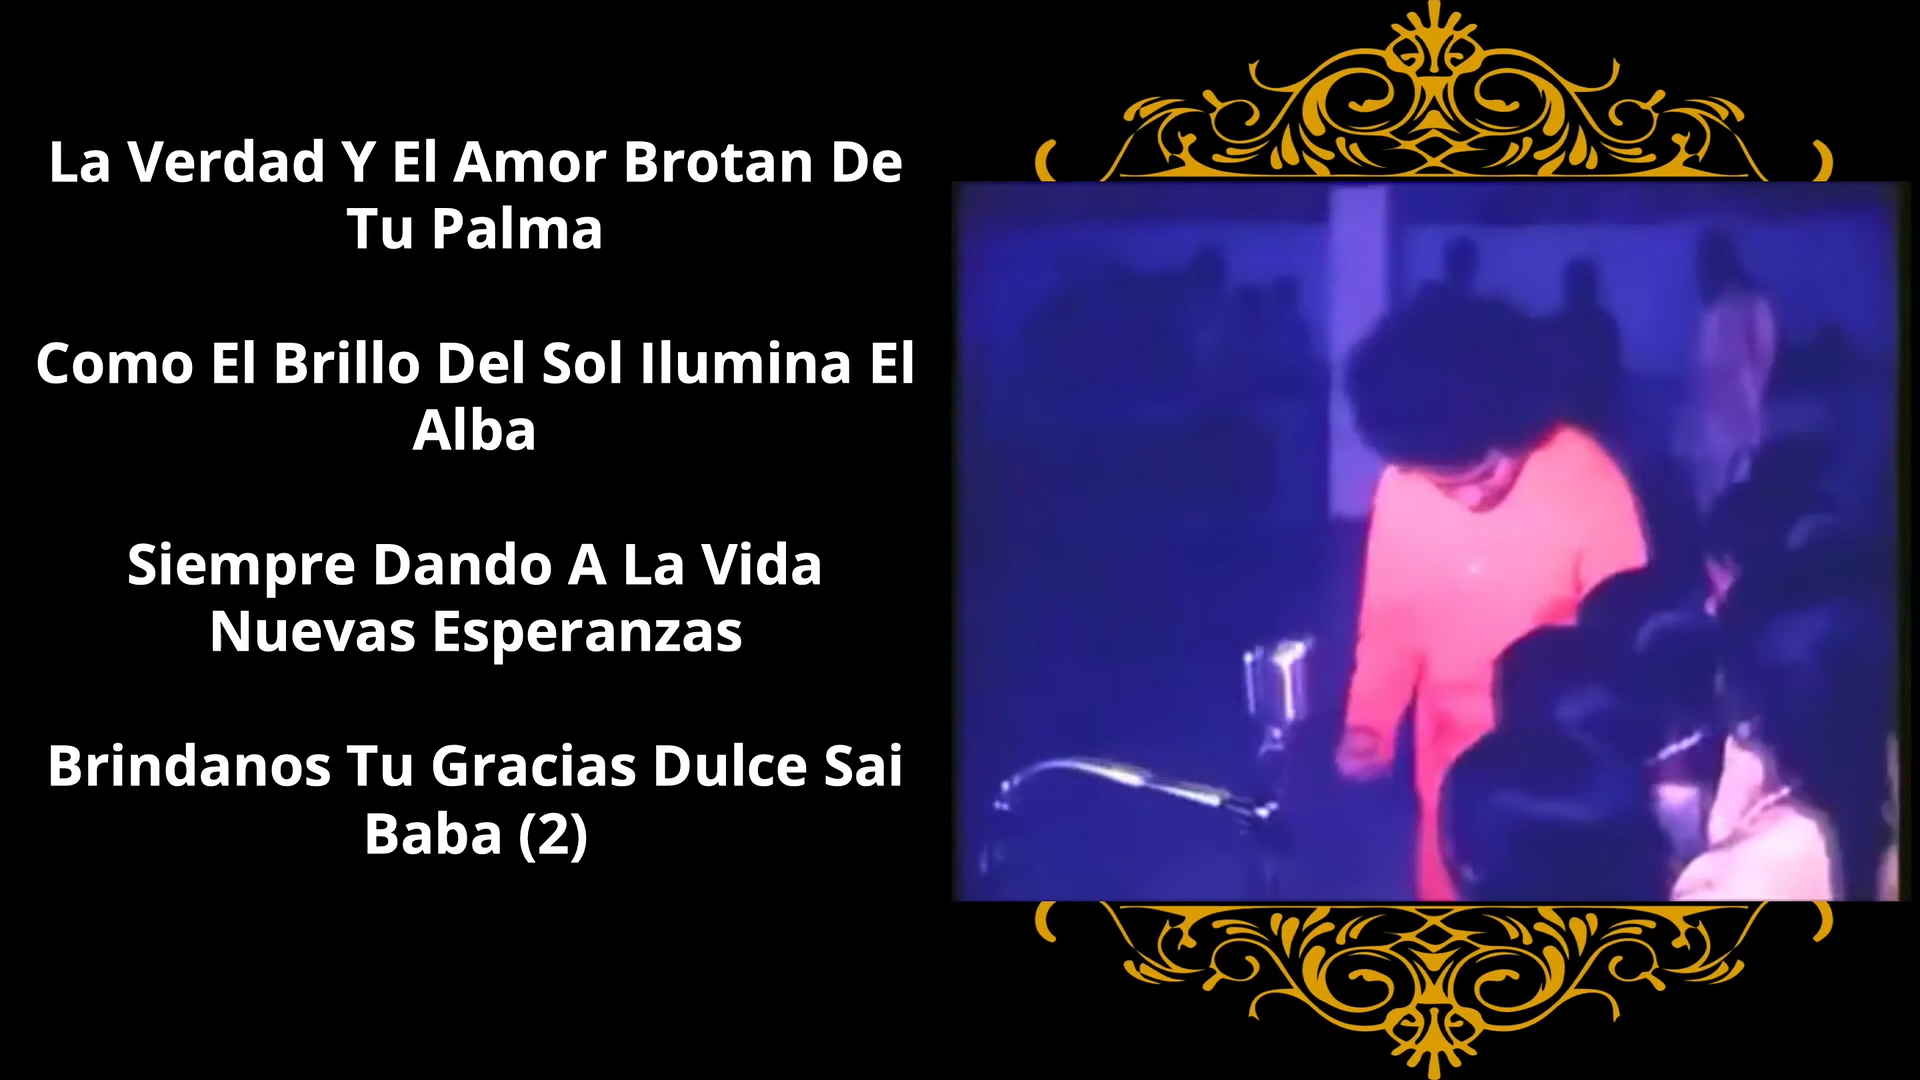 La Verdad Y El Amor Brotan De
Tu Palma
Como El Brillo Del Sol Ilumina El
Alba
Siempre Dando A La Vida
Nuevas Esperanzas
Brindanos Tu Gracias Dulce Sai
Baba (2)